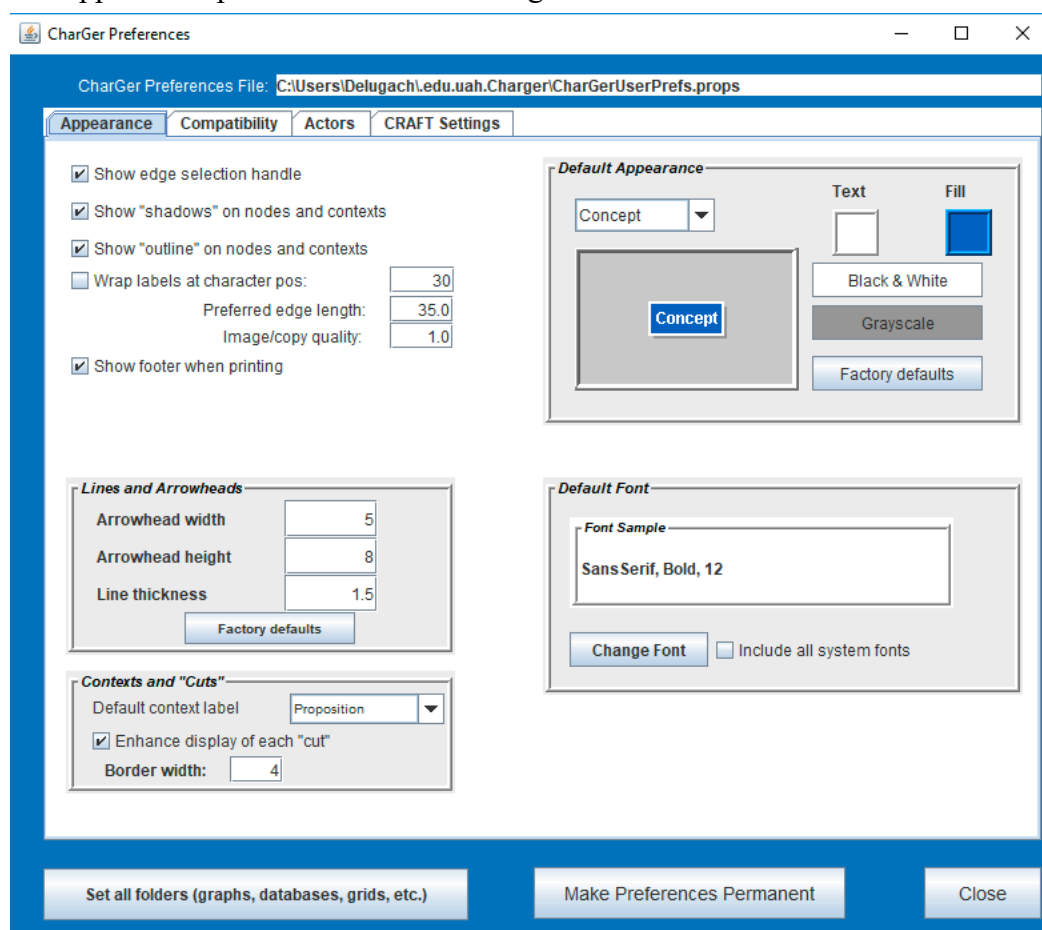 CharGer Preferences
CharGer Preferences File: C:\Users\Delugach\.edu.uah.Charger\CharGerUserPrefs.props
Appearance Compatibility Actors CRAFT Settings
Show edge selection handle
Show "shadows" on nodes and contexts
Show "outline" on nodes and contexts
Wrap labels at character pos: 30
Preferred edge length: 35.0
Image/copy quality: 1.0
Show footer when printing
Default Appearance
Concept
Text Fill
Concept
Black & White
Grayscale
Factory defaults
Lines and Arrowheads
Arrowhead width 5
Arrowhead height 8
Line thickness 1.5
Factory defaults
Default Font
Font Sample
SansSerif, Bold, 12
Change Font Include all system fonts
Contexts and "Cuts"
Default context label Proposition
Enhance display of each "cut"
Border width: 4
Set all folders (graphs, databases, grids, etc.) Make Preferences Permanent Close